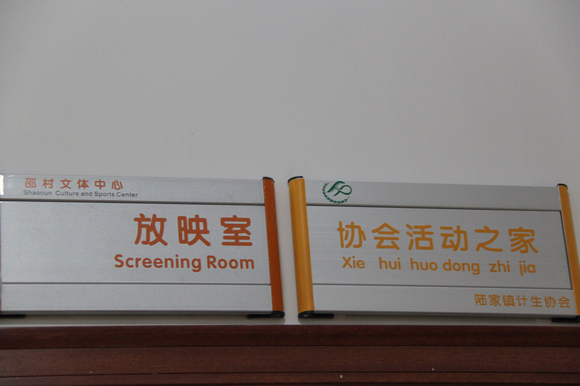 邵村文体中心
Shaocun Culture and Sports Center
放映室
Screening Room
协会活动之家
Xie hui huo dong zhi jia
陆家镇计生协会